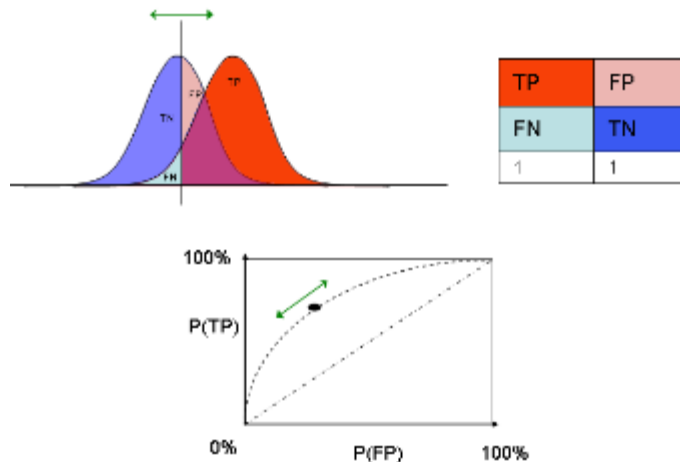 TP
FP
TN
FN
TP FP
FN TN
1 1
100%
P(TP)
0%
P(FP)
100%